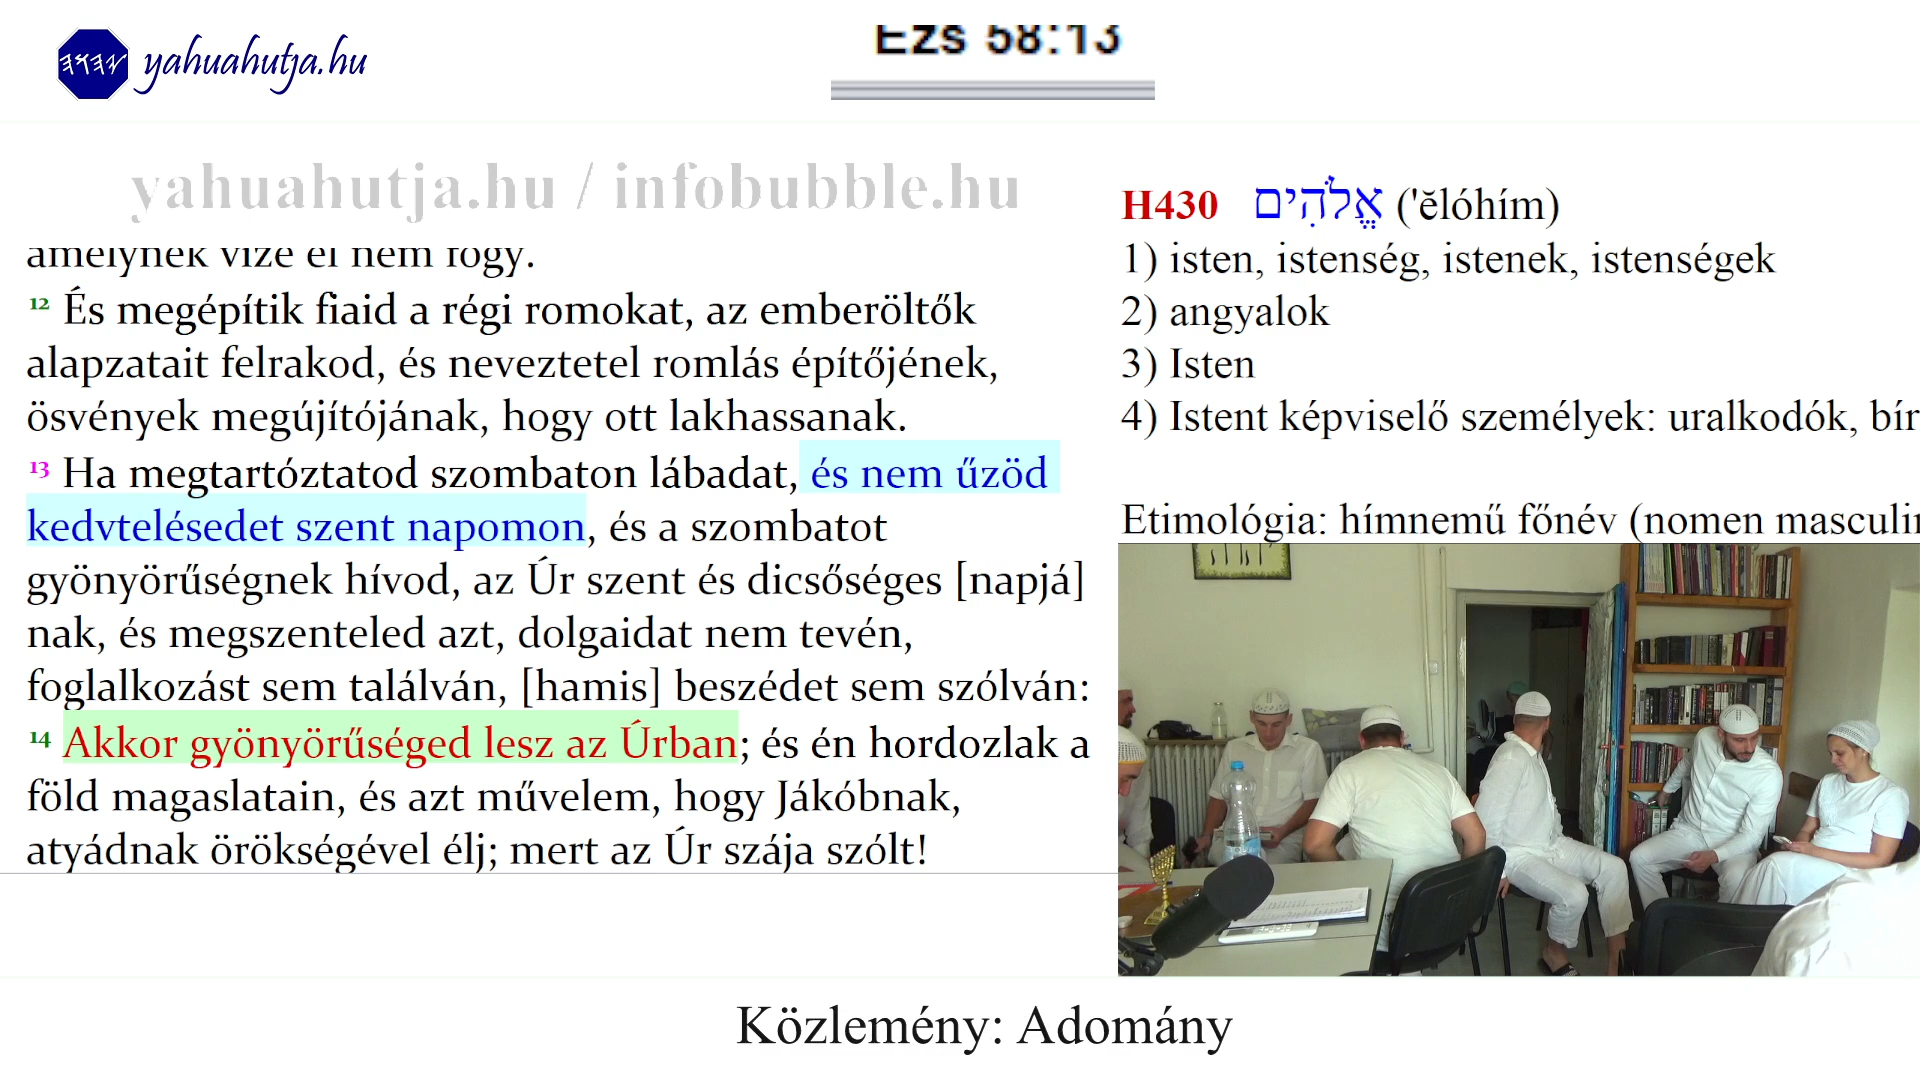 yahuahutja.hu
Ezs 58:13
yahuahutja.hu / infobubble.hu
amelynek vize el nem fogy.
12 És megépítik fiaid a régi romokat, az emberöltők
alapzatait felrakod, és neveztetel romlás építőjének,
ösvények megújítójának, hogy ott lakhassanak.
13 Ha megtartóztatod szombaton lábadat, és nem űzöd
kedvtelésedet szent napomon, és a szombatot
gyönyörűségnek hívod, az Úr szent és dicsőséges [napjá]
nak, és megszenteled azt, dolgaidat nem tevén,
foglalkozást sem találván, [hamis] beszédet sem szólván:
14 Akkor gyönyörűséged lesz az Úrban; és én hordozlak a
föld magaslatain, és azt művelem, hogy Jákóbnak,
atyádnak örökségével élj; mert az Úr szája szólt!
H430 אֱלֹהִים ('ĕlóhím)
1) isten, istenség, istenek, istenségek
2) angyalok
3) Isten
4) Istent képviselő személyek: uralkodók, bír
Etimológia: hímnemű főnév (nomen masculin
Közlemény: Adomány